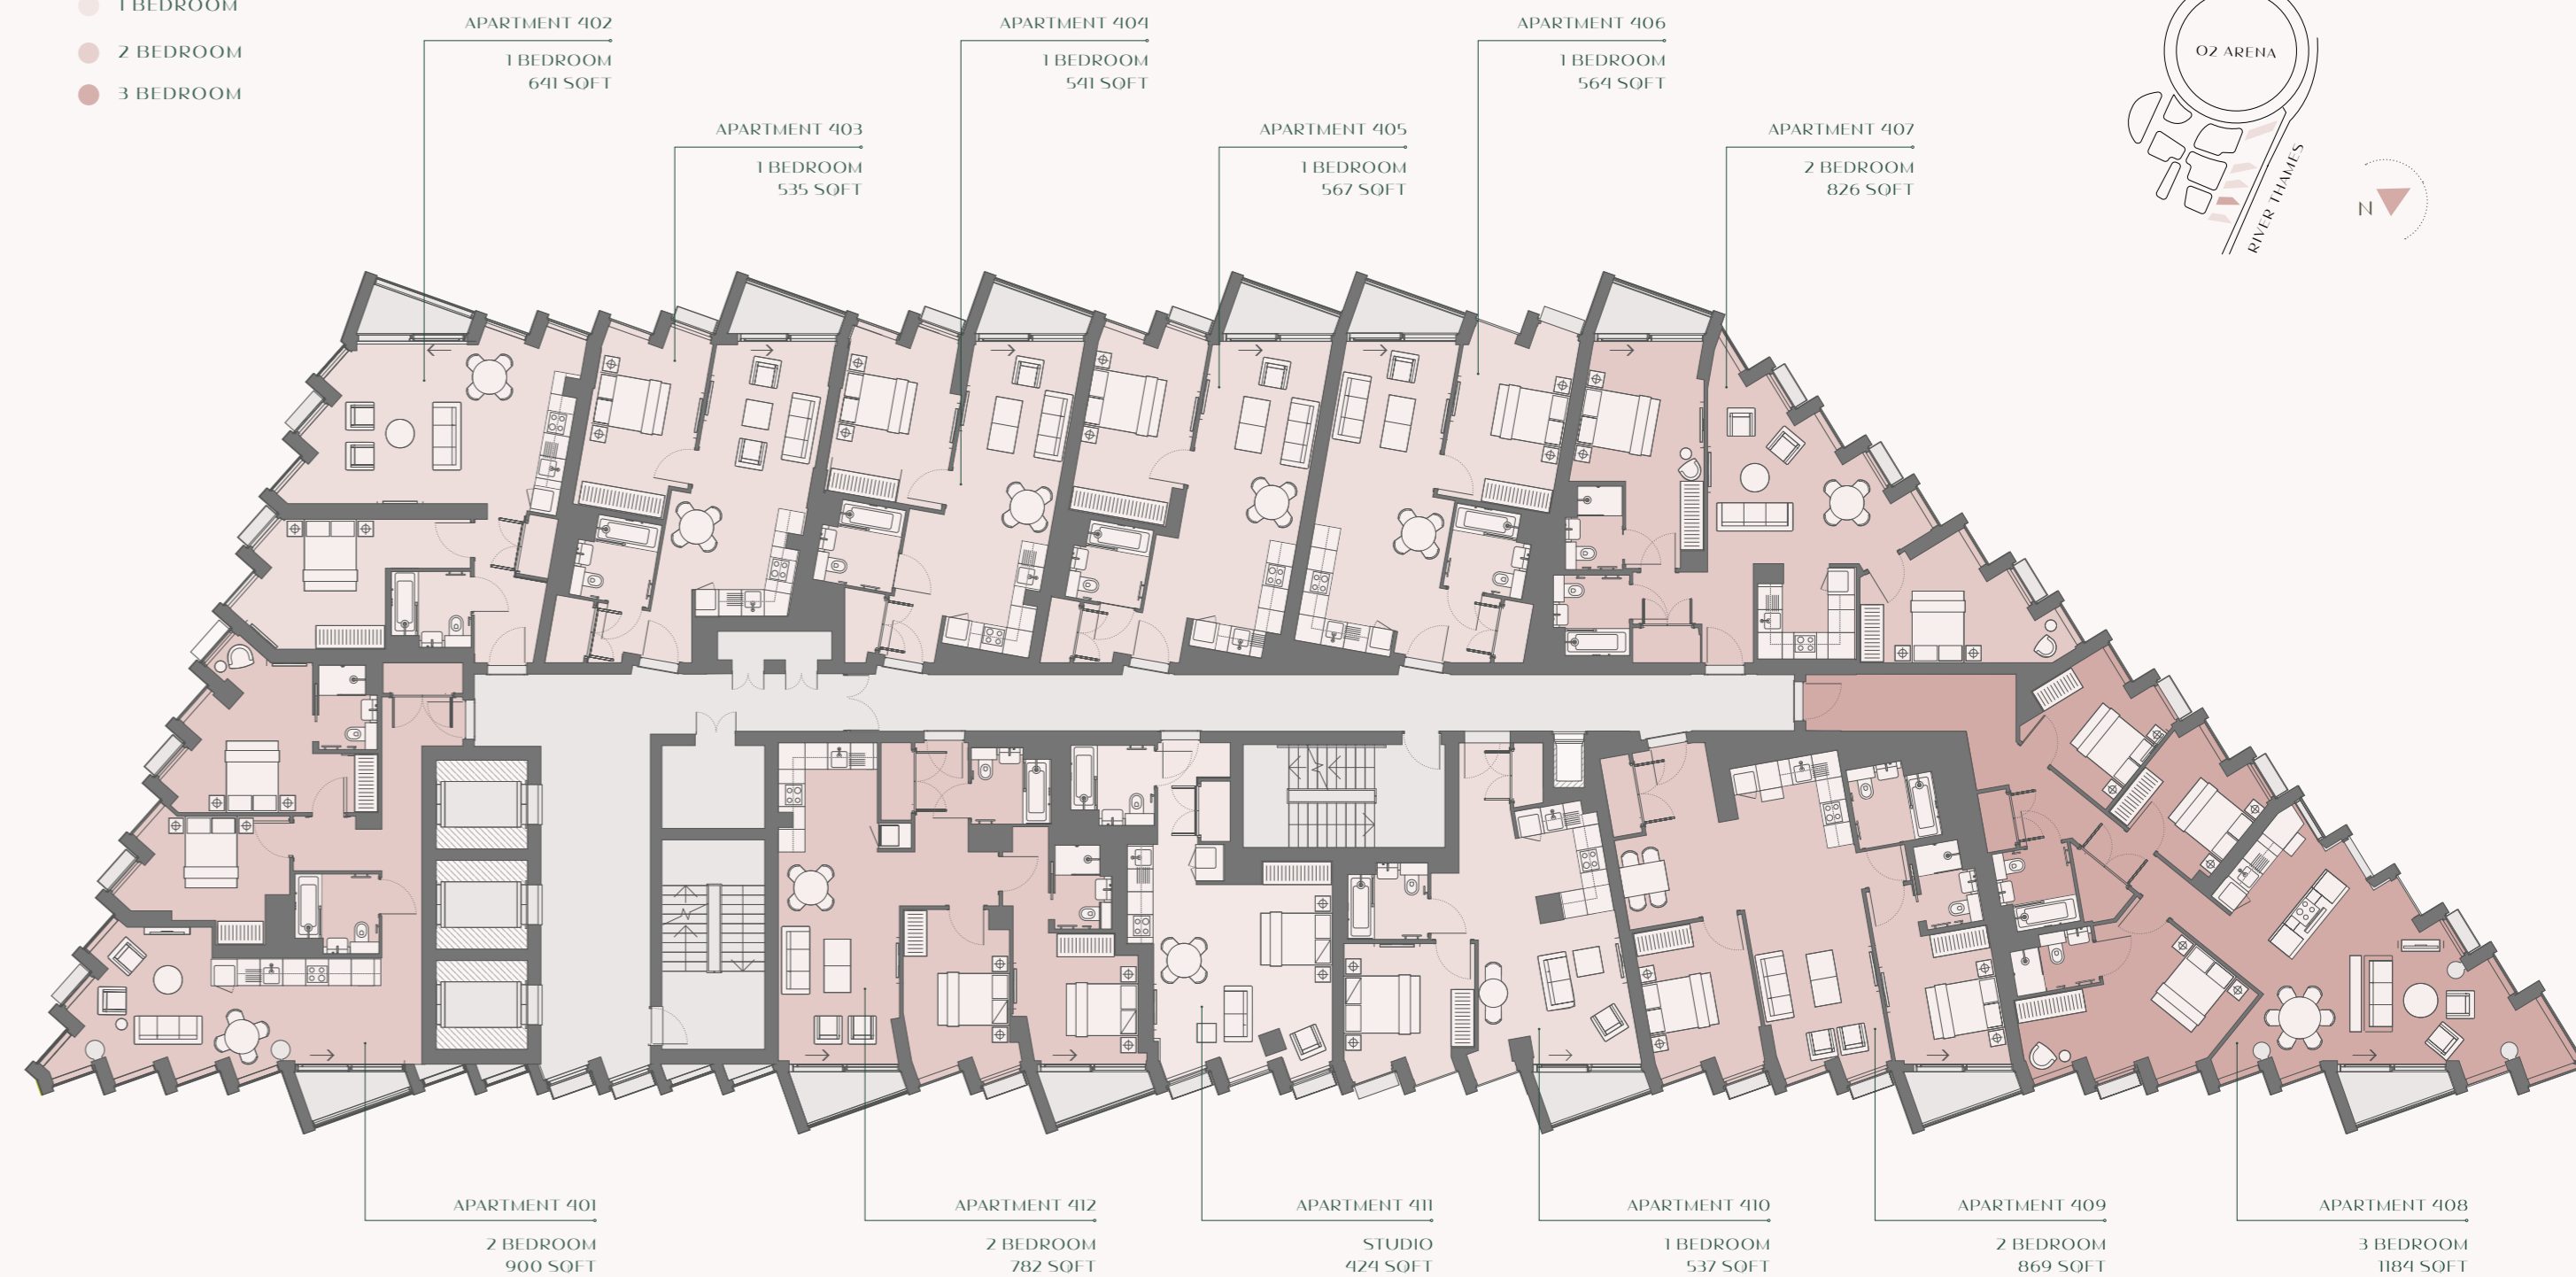 1 BEDROOM
2 BEDROOM
3 BEDROOM
APARTMENT 402
1 BEDROOM
641 SQFT
APARTMENT 403
1 BEDROOM
535 SQFT
APARTMENT 404
1 BEDROOM
541 SQFT
APARTMENT 405
1 BEDROOM
567 SQFT
APARTMENT 406
1 BEDROOM
564 SQFT
APARTMENT 407
2 BEDROOM
826 SQFT
O2 ARENA
RIVER THAMES
N
APARTMENT 401
2 BEDROOM
900 SQFT
APARTMENT 412
2 BEDROOM
782 SQFT
APARTMENT 411
STUDIO
424 SQFT
APARTMENT 410
1 BEDROOM
537 SQFT
APARTMENT 409
2 BEDROOM
869 SQFT
APARTMENT 408
3 BEDROOM
1184 SQFT